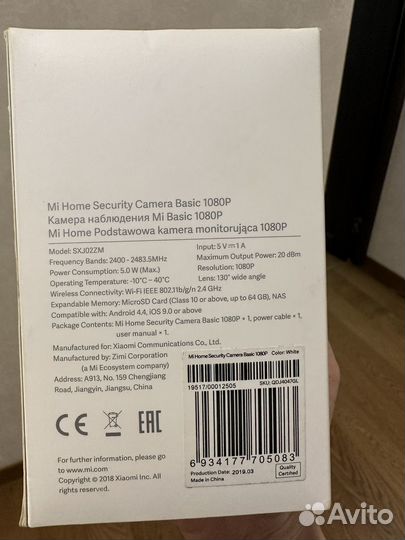 Mi Home Security Camera Basic 1080P
Камера наблюдения Mi Basic 1080P
Mi Home Podstawowa kamera monitorująca 1080P
Model: SXJ02ZM
Input: 5 V⎓1 A
Frequency Bands: 2400 - 2483.5MHz
Maximum Output Power: 20 dBm
Power Consumption: 5.0 W (Max.)
Resolution: 1080P
Operating Temperature: -10°C ~ 40°C
Lens: 130° wide angle
Wireless Connectivity: Wi-Fi IEEE 802.11b/g/n 2.4 GHz
Expandable Memory: MicroSD Card (Class 10 or above, up to 64 GB), NAS
Compatible with: Android 4.4, iOS 9.0 or above
Package Contents: Mi Home Security Camera Basic 1080P × 1, power cable × 1,
user manual × 1.
Manufactured for: Xiaomi Communications Co., Ltd.
Manufactured by: Zimi Corporation
(a Mi Ecosystem company)
Address: A913, No. 159 Chengjiang
Road, Jiangyin, Jiangsu, China
CE
EAC
For further information, please go
to www.mi.com
Copyright © 2018 Xiaomi Inc. All
rights reserved.
Mi Home Security Camera Basic 1080P Color: White
19517/00012505
SKU: QDJ4047GL
6 934177 705083
Production Date: 2019.03
Made in China
Quality
Certified
Avito